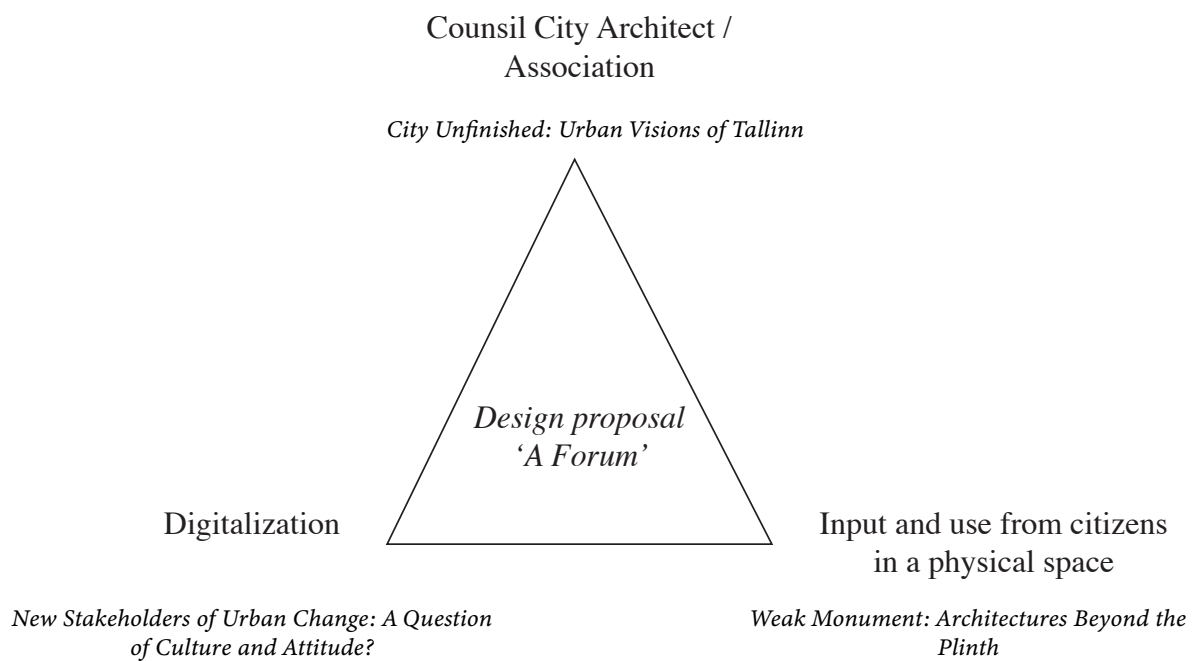 Counsil City Architect /
Association
City Unfinished: Urban Visions of Tallinn
Design proposal
‘A Forum’
Digitalization
Input and use from citizens
in a physical space
New Stakeholders of Urban Change: A Question
of Culture and Attitude?
Weak Monument: Architectures Beyond the
Plinth